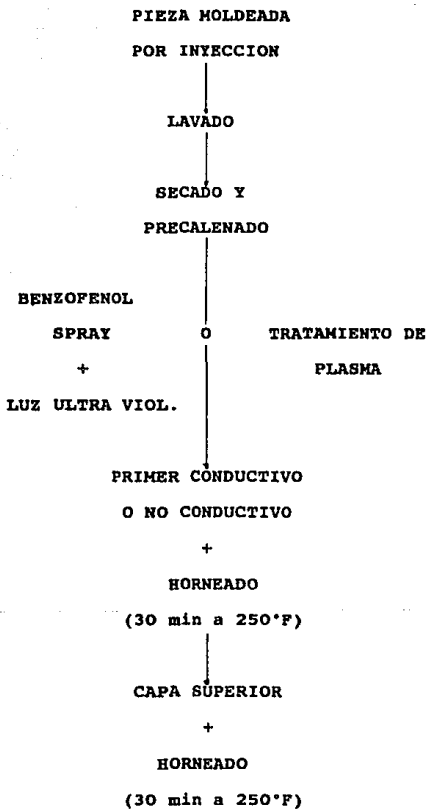 PIEZA MOLDEADA
POR INYECCION
LAVADO
SECADO Y
PRECALENADO
BENZOFENOL
SPRAY O TRATAMIENTO DE
+ PLASMA
LUZ ULTRA VIOL.
PRIMER CONDUCTIVO
O NO CONDUCTIVO
+
HORNEADO
(30 min a 250°F)
CAPA SUPERIOR
+
HORNEADO
(30 min a 250°F)